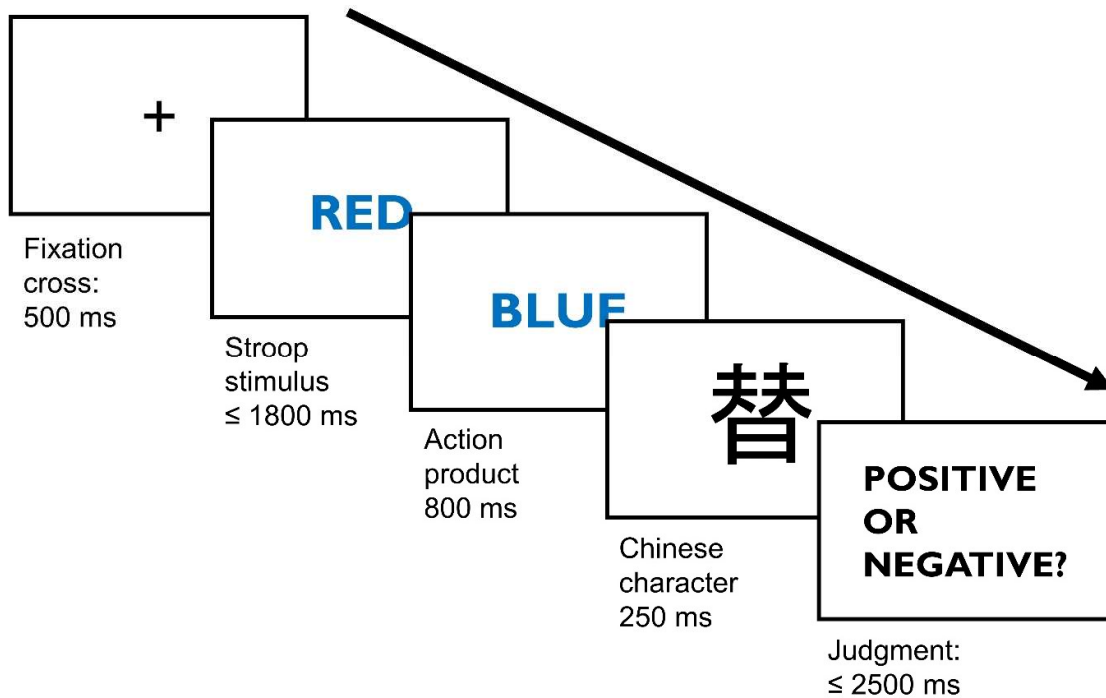 +
Fixation
cross:
500 ms
RED
Stroop
stimulus
≤ 1800 ms
BLUE
Action
product
800 ms
替
Chinese
character
250 ms
POSITIVE
OR
NEGATIVE?
Judgment:
≤ 2500 ms